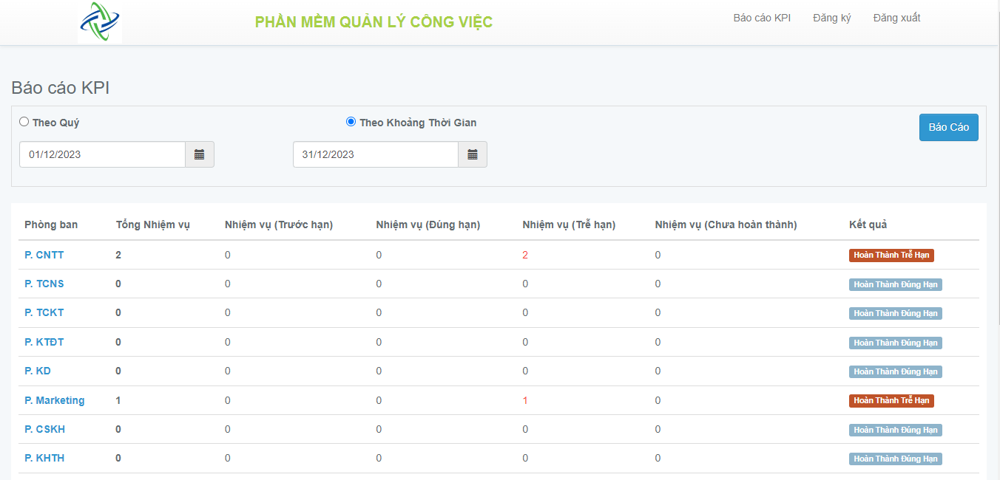 PHẦN MỀM QUẢN LÝ CÔNG VIỆC
Báo cáo KPI Đăng ký Đăng xuất
Báo cáo KPI
Theo Quý Theo Khoảng Thời Gian Báo Cáo
01/12/2023 31/12/2023
Phòng ban Tổng Nhiệm vụ Nhiệm vụ (Trước hạn) Nhiệm vụ (Đúng hạn) Nhiệm vụ (Trễ hạn) Nhiệm vụ (Chưa hoàn thành) Kết quả
P. CNTT 2 0 0 2 0 Hoàn Thành Trễ Hạn
P. TCNS 0 0 0 0 0 Hoàn Thành Đúng Hạn
P. TCKT 0 0 0 0 0 Hoàn Thành Đúng Hạn
P. KTĐT 0 0 0 0 0 Hoàn Thành Đúng Hạn
P. KD 0 0 0 0 0 Hoàn Thành Đúng Hạn
P. Marketing 1 0 0 1 0 Hoàn Thành Trễ Hạn
P. CSKH 0 0 0 0 0 Hoàn Thành Đúng Hạn
P. KHTH 0 0 0 0 0 Hoàn Thành Đúng Hạn